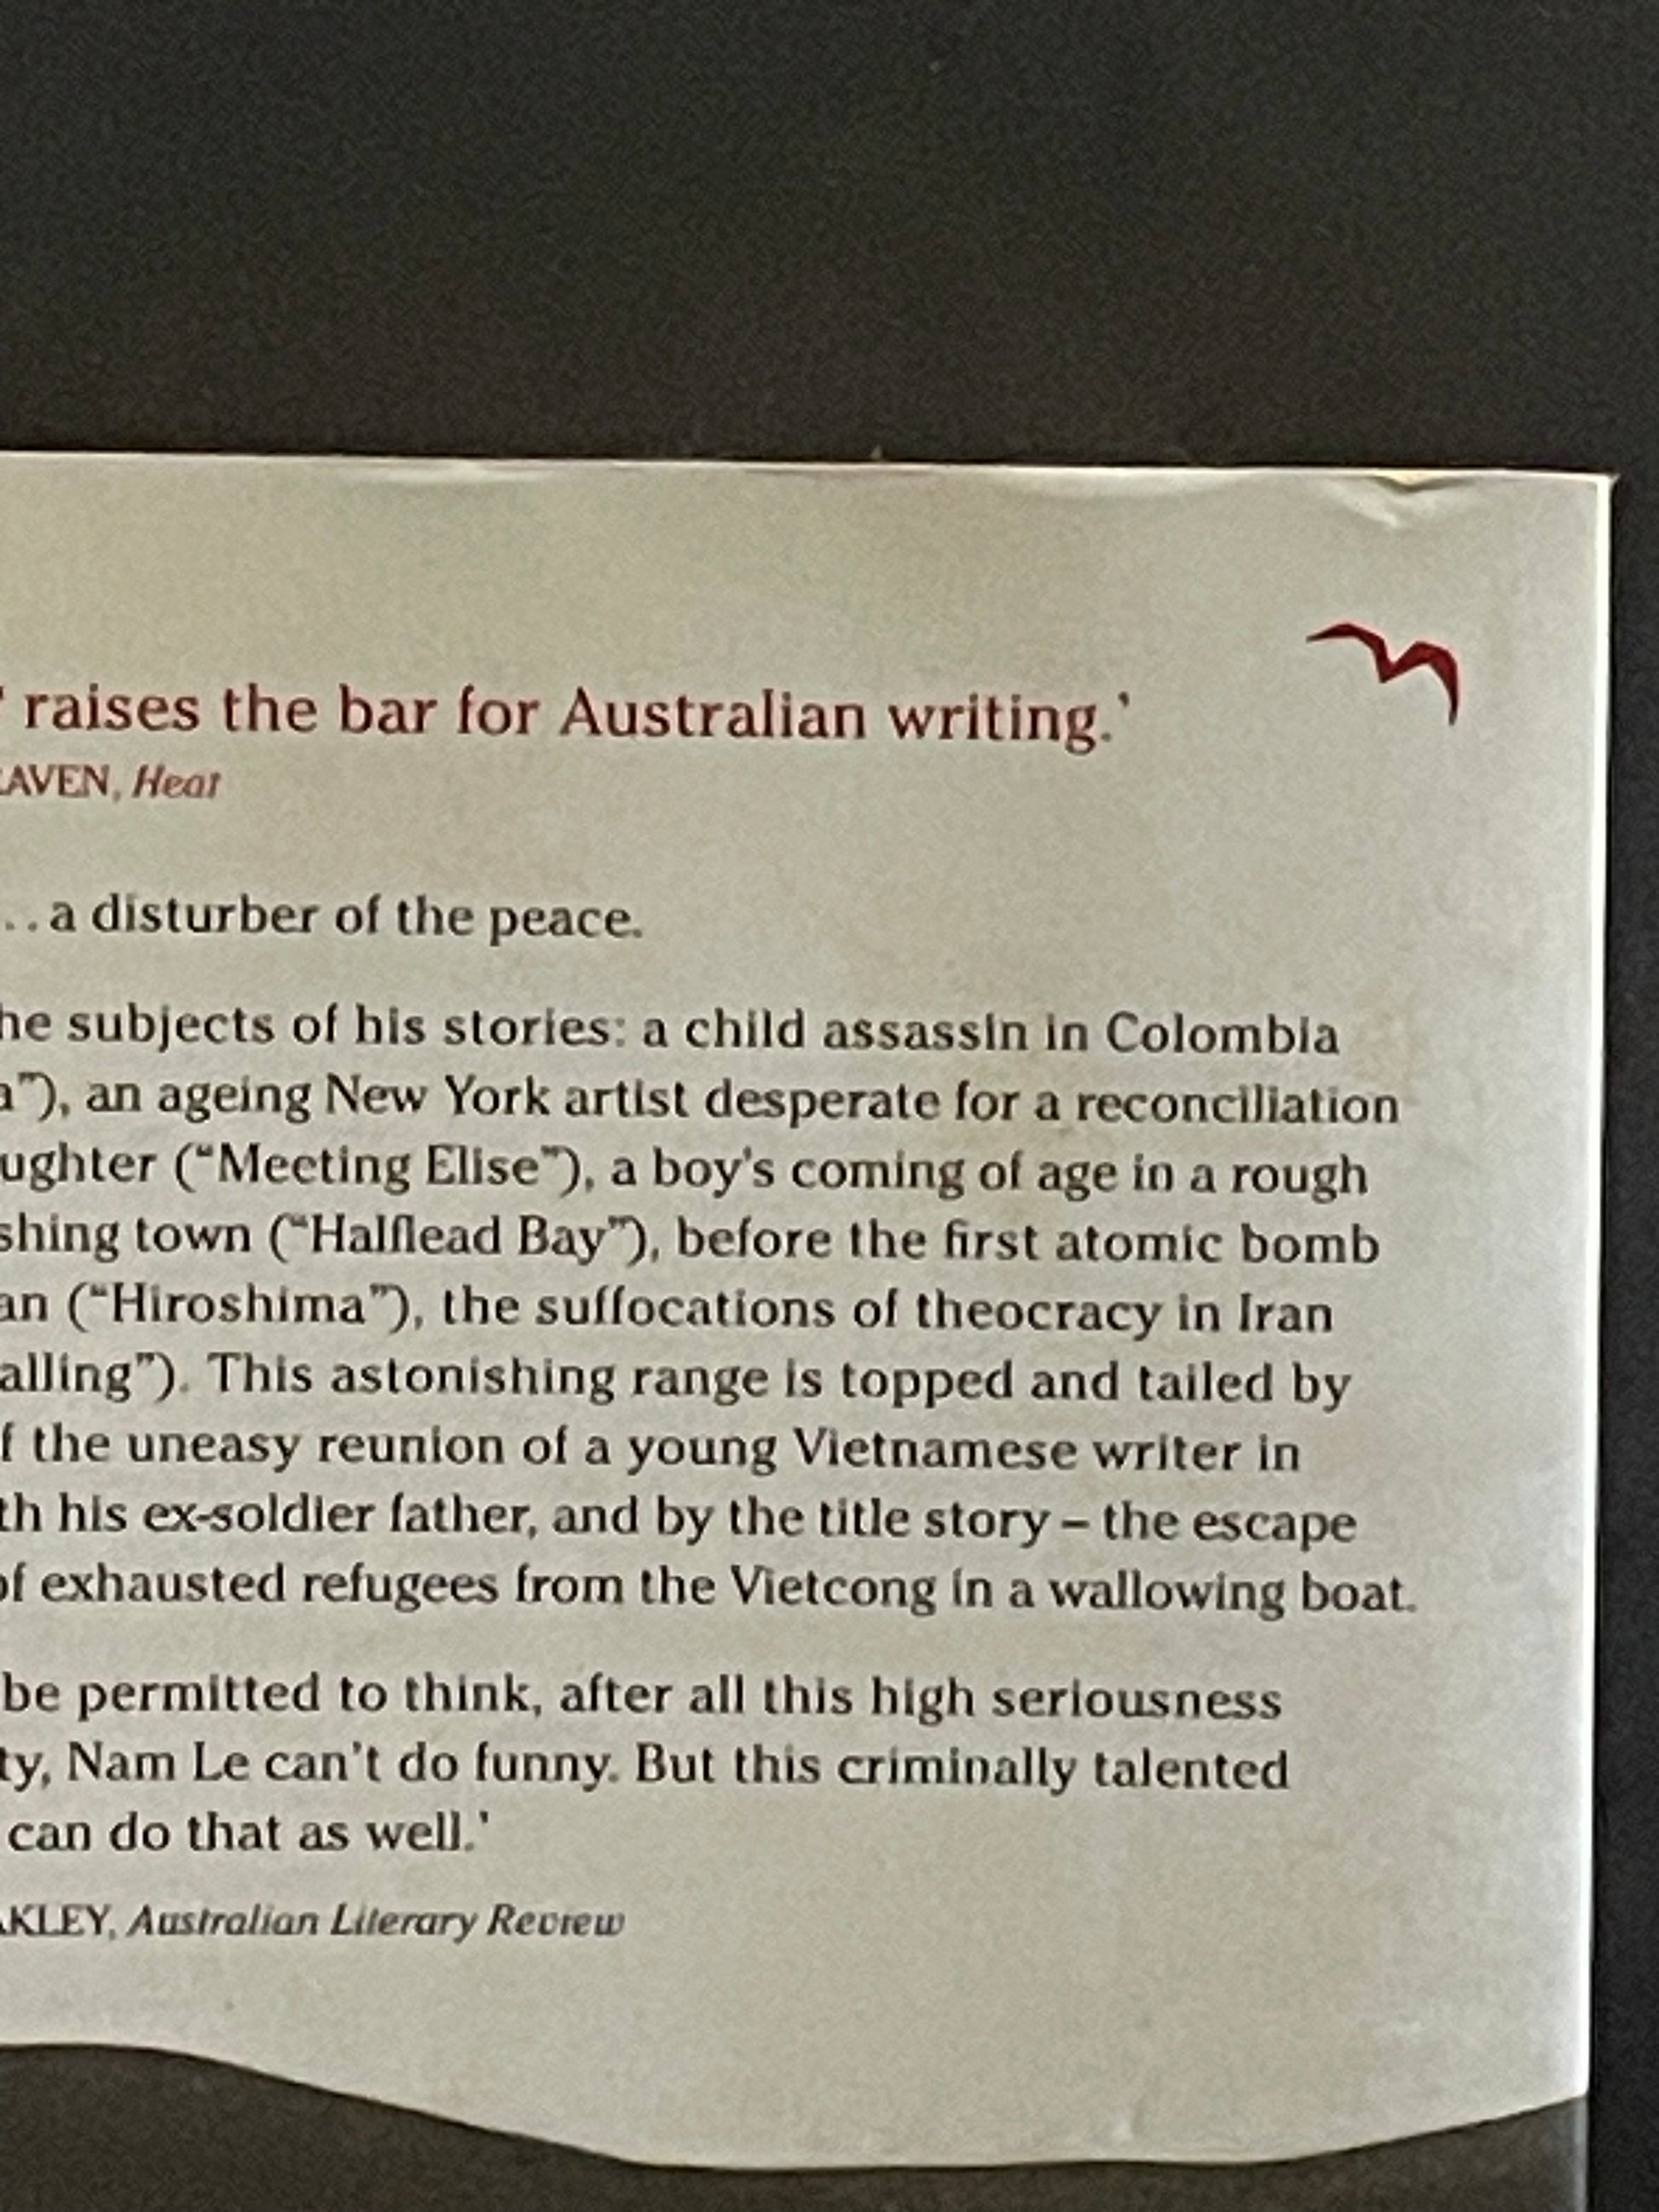 ' raises the bar for Australian writing.'
AVEN, Heat
..a disturber of the peace.
he subjects of his stories: a child assassin in Colombia
a”), an ageing New York artist desperate for a reconciliation
ughter (“Meeting Elise”), a boy's coming of age in a rough
shing town (“Halflead Bay”), before the first atomic bomb
an (“Hiroshima”), the suffocations of theocracy in Iran
alling”). This astonishing range is topped and tailed by
f the uneasy reunion of a young Vietnamese writer in
th his ex-soldier father, and by the title story – the escape
of exhausted refugees from the Vietcong in a wallowing boat.
be permitted to think, after all this high seriousness
ty, Nam Le can't do funny. But this criminally talented
can do that as well.'
AKLEY, Australian Literary Review